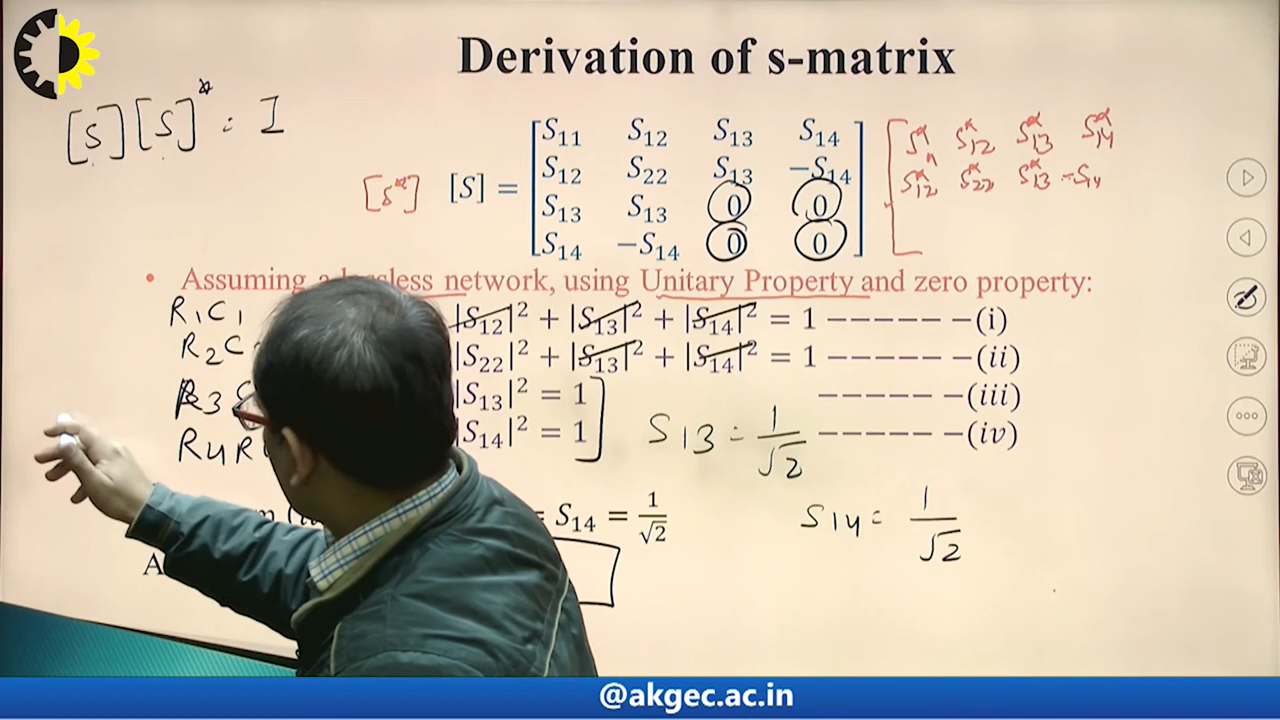 Derivation of s-matrix
[S][S]* = I
[S*] [S] = [S11 S12 S13 S14] [S* S*12 S*13 S*14
S12 S22 S13 −S14 S*12 S*22 S*13 −S14
S13 S13 0 0
S14 −S14 0 0
• Assuming a lossless network, using Unitary Property and zero property:
R1C1 |S12|² + |S13|² + |S14|² = 1 −−−−−−−(i)
R2C |S22|² + |S13|² + |S14|² = 1 −−−−−−−(ii)
R3 |S13|² = 1 −−−−−−−(iii)
R4R |S14|² = 1 −−−−−−−(iv)
S13 = 1/√2
= S14 = 1/√2
S14 = 1/√2
@akgec.ac.in